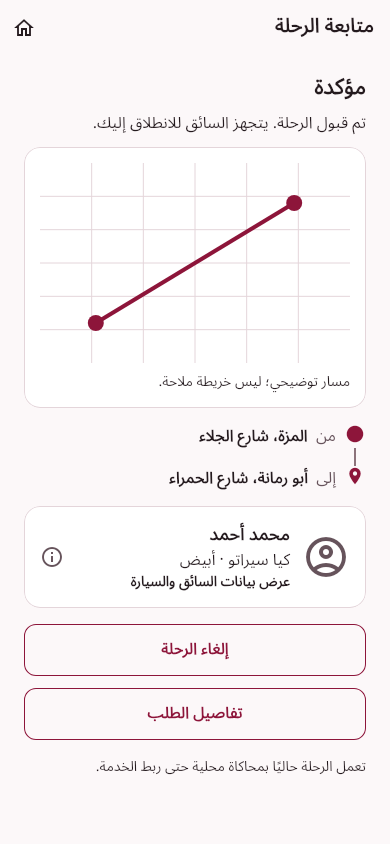 متابعة الرحلة
مؤكدة
تم قبول الرحلة. يتجهز السائق للانطلاق إليك.
مسار توضيحي؛ ليس خريطة ملاحة.
من المزة، شارع الجلاء
إلى أبو رمانة، شارع الحمراء
محمد أحمد
كيا سيراتو · أبيض
عرض بيانات السائق والسيارة
إلغاء الرحلة
تفاصيل الطلب
تعمل الرحلة حاليًا بمحاكاة محلية حتى ربط الخدمة.